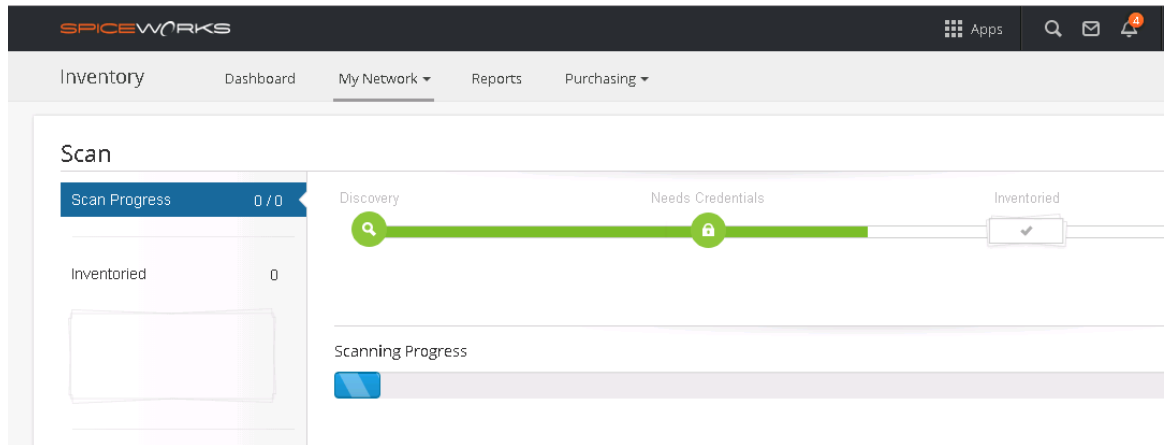 SPICEWORKS
Apps
4
Inventory Dashboard My Network Reports Purchasing
Scan
Scan Progress 0 / 0
Discovery Needs Credentials Inventoried
Inventoried 0
Scanning Progress